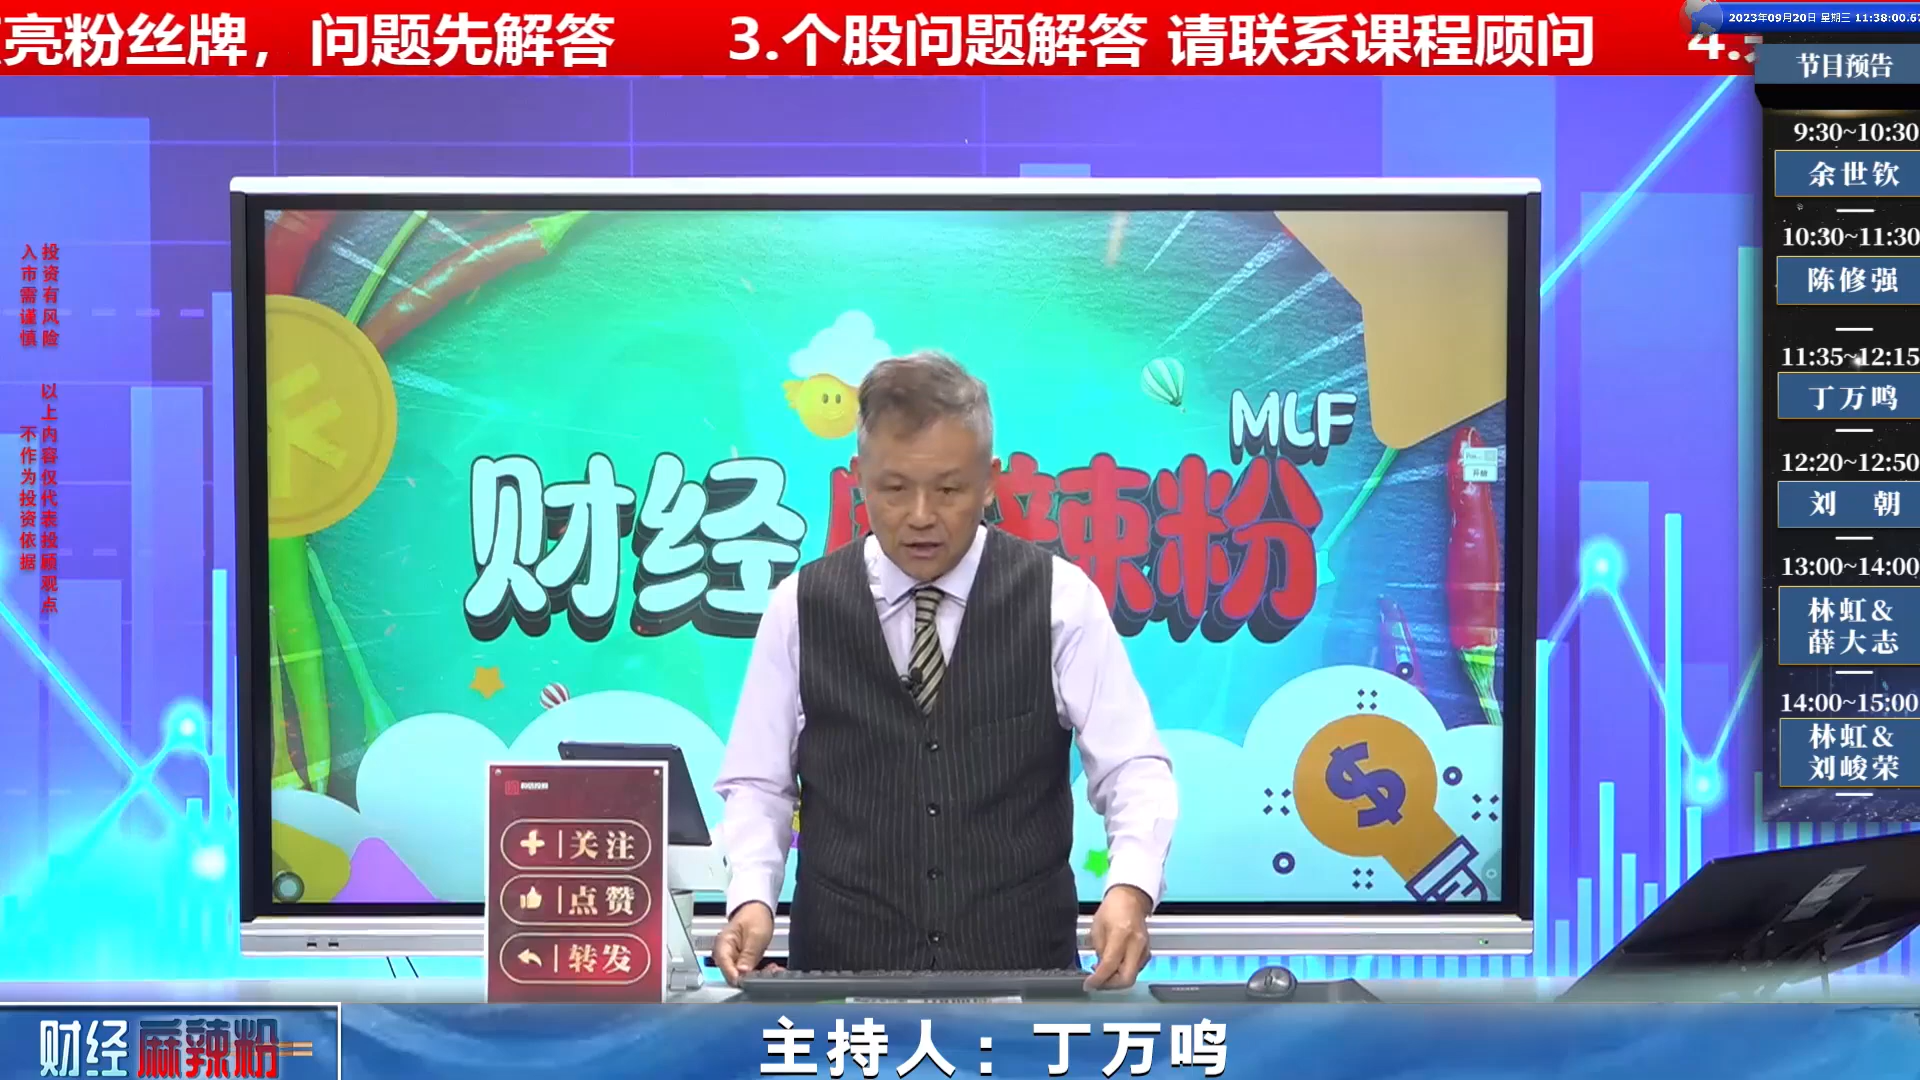 亮粉丝牌，问题先解答 3.个股问题解答 请联系课程顾问 4.
2023年09月20日 星期三 11:38:00.67
节目预告
9:30~10:30
余世钦
10:30~11:30
陈修强
11:35~12:15
丁万鸣
12:20~12:50
刘 朝
13:00~14:00
林虹&
薛大志
14:00~15:00
林虹&
刘峻荣
投资有风险
入市需谨慎
以上内容仅代表投顾观点
不作为投资依据
MLF
财经 辣粉
开始
关注
点赞
转发
财经麻辣粉
主持人：丁万鸣